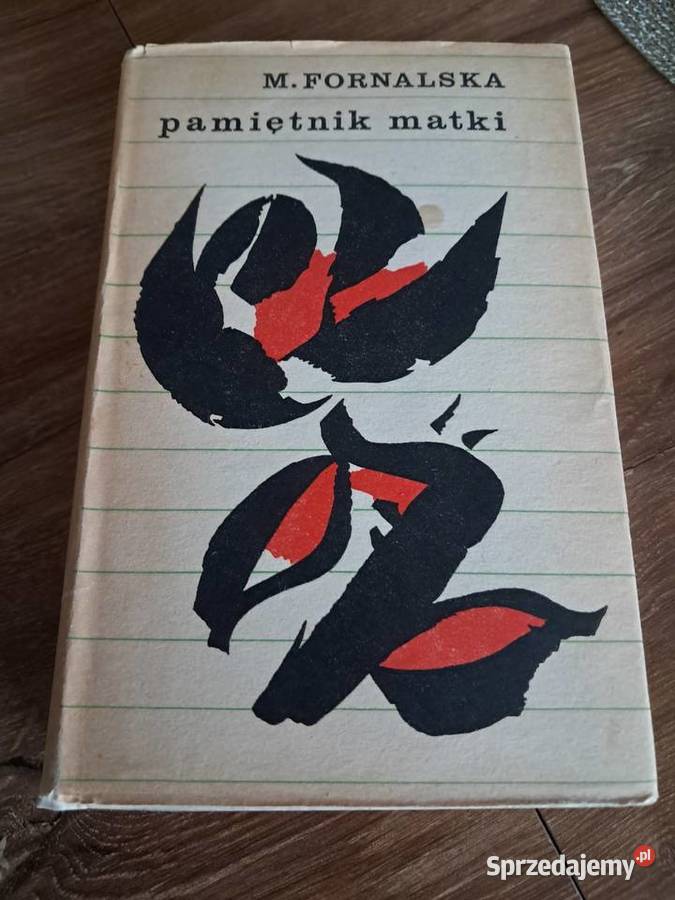 M. FORNALSKA
pamiętnik matki
Sprzedajemy.pl